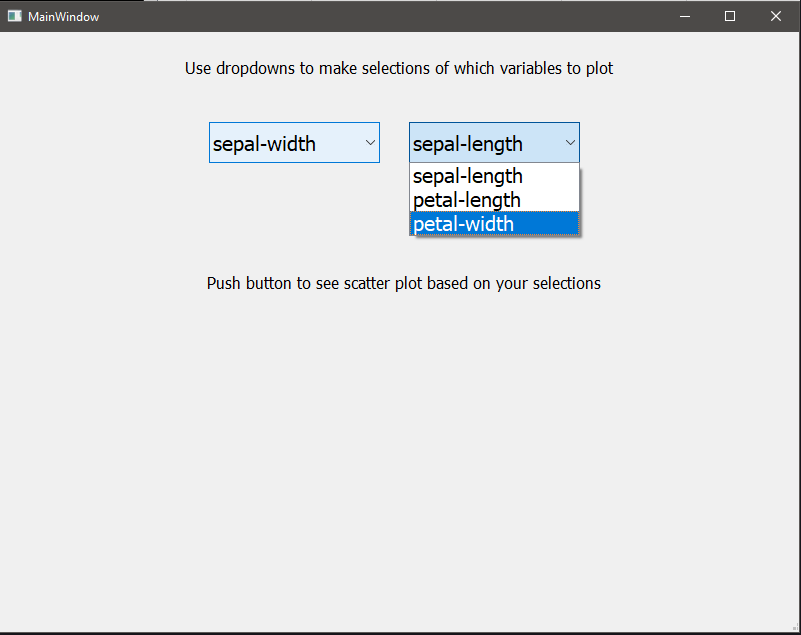 MainWindow
Use dropdowns to make selections of which variables to plot
sepal-width
sepal-length
sepal-length
petal-length
petal-width
Push button to see scatter plot based on your selections